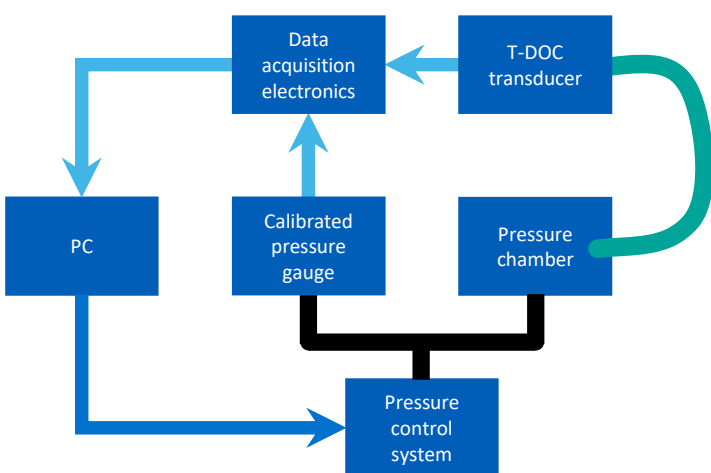 Data
acquisition
electronics
T-DOC
transducer
PC
Calibrated
pressure
gauge
Pressure
chamber
Pressure
control
system